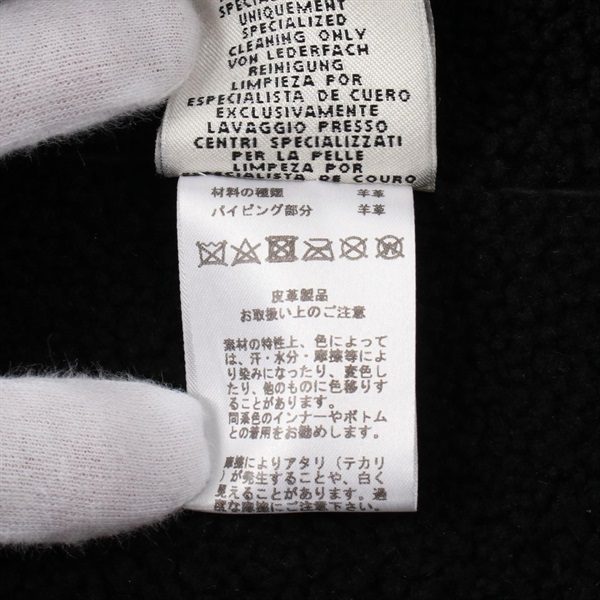 UNIQUEMENT
SPECIALIZED
CLEANING ONLY
VON LEDERFACH
REINIGUNG
LIMPIEZA POR
ESPECIALISTA DE CUERO
EXCLUSIVAMENTE
LAVAGGIO PRESSO
CENTRI SPECIALIZZATI
PER LA PELLE
LIMPEZA POR
ESPECIALISTA DE COURO
材料の種類 羊革
パイピング部分 羊革
皮革製品
お取扱い上のご注意
素材の特性上、色によって
は、汗・水分・摩擦等によ
り染みになったり、変色し
たり、他のものに色移りす
ることがあります。
同系色のインナーやボトム
との着用をお勧めします。
摩擦によりアタリ(テカリ
)が発生することや、白く
見えることがあります。過
度な摩擦にご注意ください。